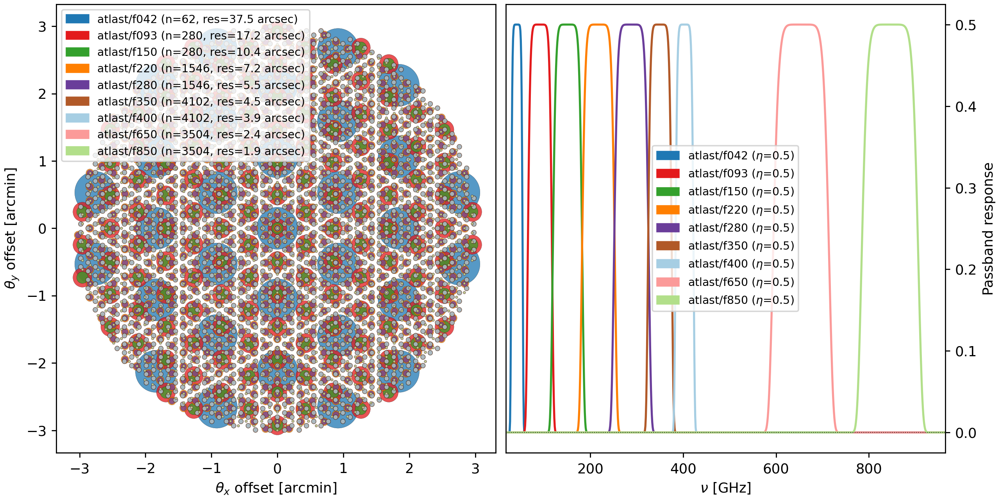 atlast/f042 (n=62, res=37.5 arcsec)
atlast/f093 (n=280, res=17.2 arcsec)
atlast/f150 (n=280, res=10.4 arcsec)
atlast/f220 (n=1546, res=7.2 arcsec)
atlast/f280 (n=1546, res=5.5 arcsec)
atlast/f350 (n=4102, res=4.5 arcsec)
atlast/f400 (n=4102, res=3.9 arcsec)
atlast/f650 (n=3504, res=2.4 arcsec)
atlast/f850 (n=3504, res=1.9 arcsec)
3
2
1
0
−1
−2
−3
θy offset [arcmin]
−3 −2 −1 0 1 2 3
θx offset [arcmin]
atlast/f042 (η=0.5)
atlast/f093 (η=0.5)
atlast/f150 (η=0.5)
atlast/f220 (η=0.5)
atlast/f280 (η=0.5)
atlast/f350 (η=0.5)
atlast/f400 (η=0.5)
atlast/f650 (η=0.5)
atlast/f850 (η=0.5)
0.5
0.4
0.3
0.2
0.1
0.0
Passband response
200 400 600 800
ν [GHz]